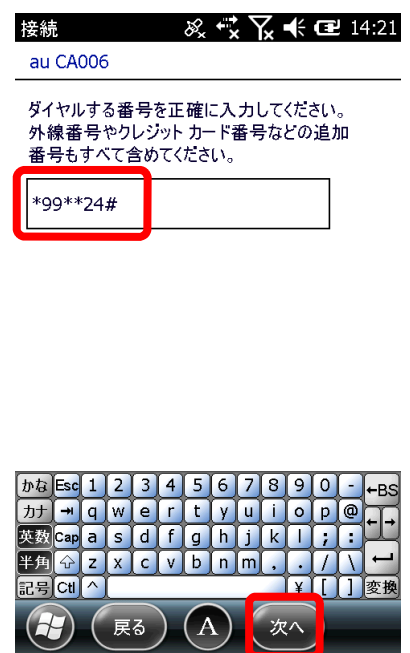 接続 14:21
au CA006
ダイヤルする番号を正確に入力してください。
外線番号やクレジット カード番号などの追加
番号もすべて含めてください。
*99**24#
かな Esc 1 2 3 4 5 6 7 8 9 0 - ←BS
カナ →| q w e r t y u i o p @ ← →
英数 Cap a s d f g h j k l ; :
半角 ⇧ z x c v b n m , . / \ ↵
記号 Ctl ^ ¥ [ ] 変換
戻る A 次へ